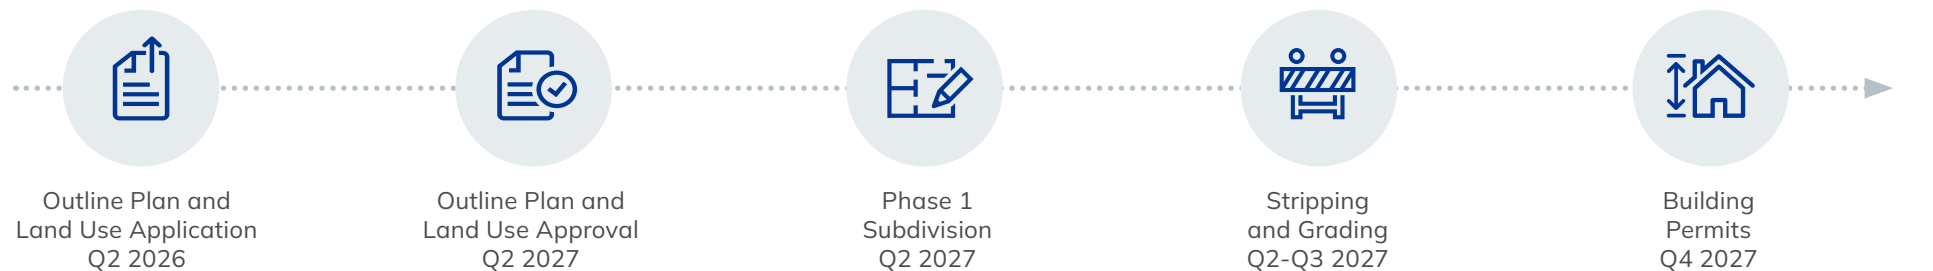 Outline Plan and
Land Use Application
Q2 2026
Outline Plan and
Land Use Approval
Q2 2027
Phase 1
Subdivision
Q2 2027
Stripping
and Grading
Q2-Q3 2027
Building
Permits
Q4 2027